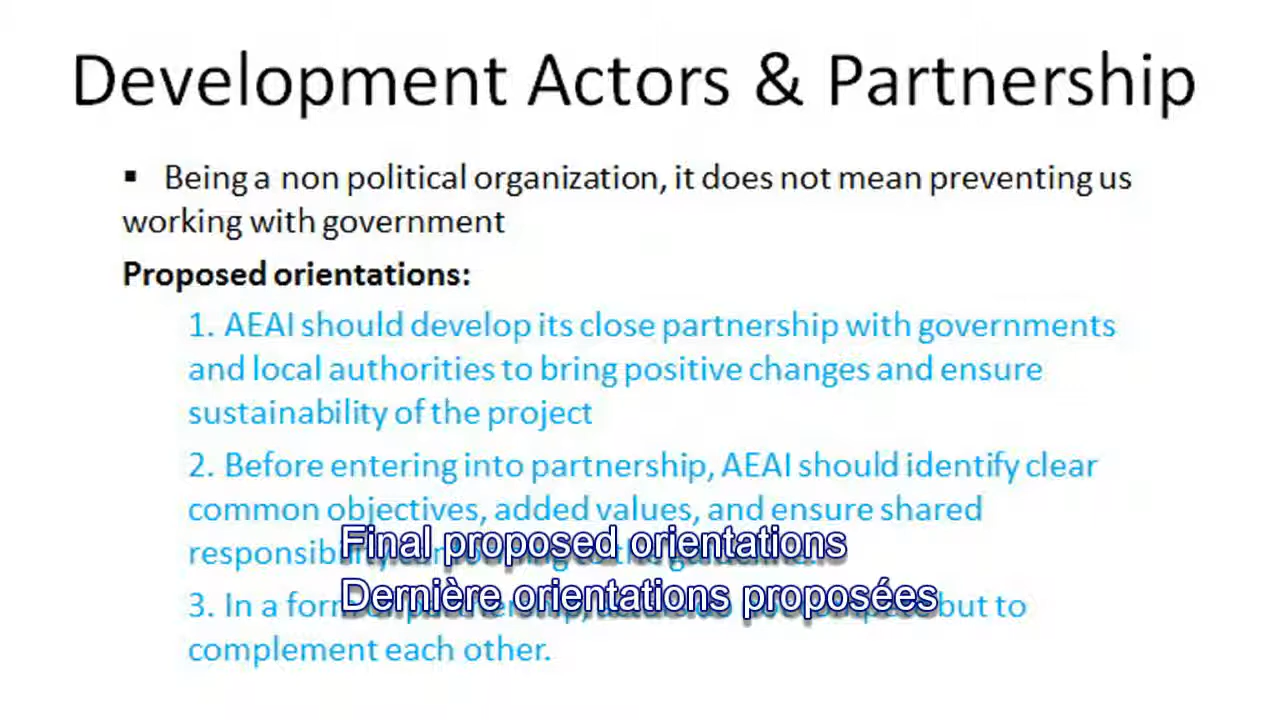 Development Actors & Partnership
▪ Being a non political organization, it does not mean preventing us
working with government
Proposed orientations:
1. AEAI should develop its close partnership with governments
and local authorities to bring positive changes and ensure
sustainability of the project
2. Before entering into partnership, AEAI should identify clear
common objectives, added values, and ensure shared
Final proposed orientations
Dernière orientations proposées
3. In a but to
complement each other.